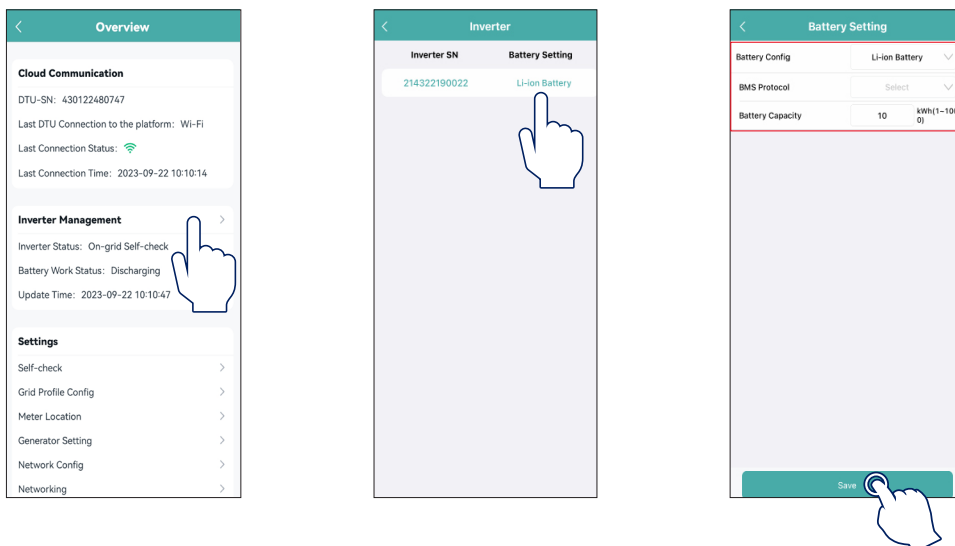 Overview
Cloud Communication
DTU-SN: 430122480747
Last DTU Connection to the platform: Wi-Fi
Last Connection Status:
Last Connection Time: 2023-09-22 10:10:14
Inverter Management
Inverter Status: On-grid Self-check
Battery Work Status: Discharging
Update Time: 2023-09-22 10:10:47
Settings
Self-check
Grid Profile Config
Meter Location
Generator Setting
Network Config
Networking
Inverter
Inverter SN Battery Setting
214322190022 Li-ion Battery
Battery Setting
Battery Config Li-ion Battery
BMS Protocol Select
Battery Capacity 10 kWh(1~100
0)
Save